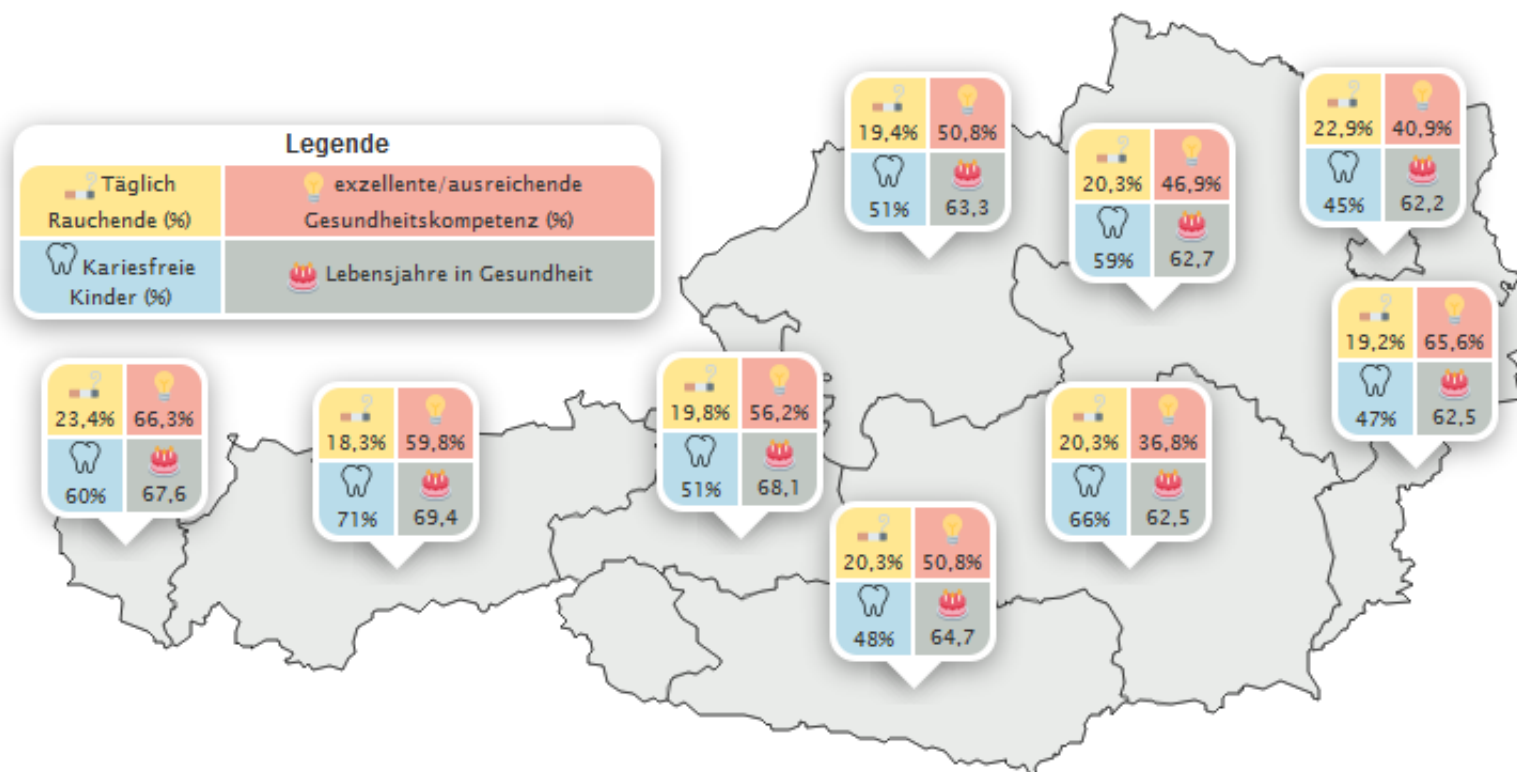 Legende
Täglich
Rauchende (%)
exzellente/ausreichende
Gesundheitskompetenz (%)
Kariesfreie
Kinder (%)
Lebensjahre in Gesundheit
19,4% 50,8%
51% 63,3
20,3% 46,9%
59% 62,7
22,9% 40,9%
45% 62,2
19,2% 65,6%
47% 62,5
23,4% 66,3%
60% 67,6
18,3% 59,8%
71% 69,4
19,8% 56,2%
51% 68,1
20,3% 36,8%
66% 62,5
20,3% 50,8%
48% 64,7